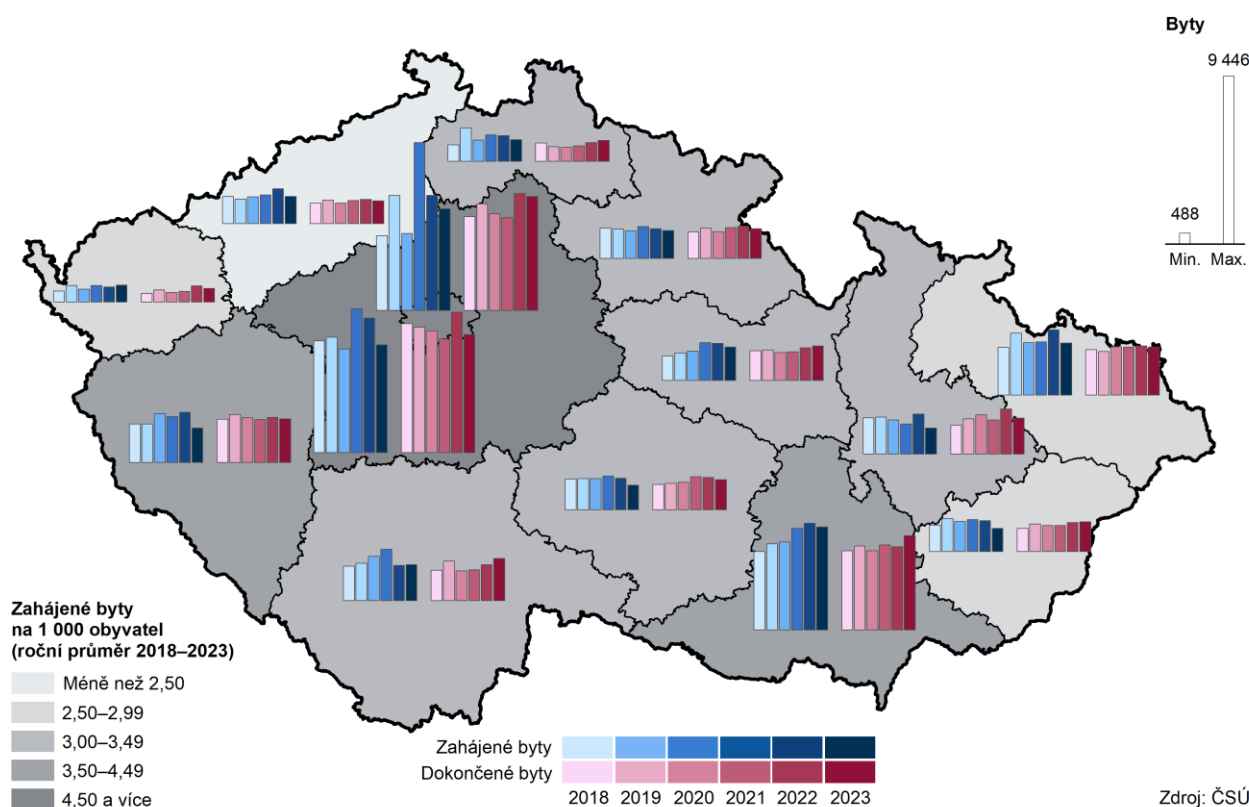 Byty
9 446
488
Min. Max.
Zahájené byty
na 1 000 obyvatel
(roční průměr 2018–2023)
Méně než 2,50
2,50–2,99
3,00–3,49
3,50–4,49
4,50 a více
Zahájené byty
Dokončené byty
2018 2019 2020 2021 2022 2023
Zdroj: ČSÚ